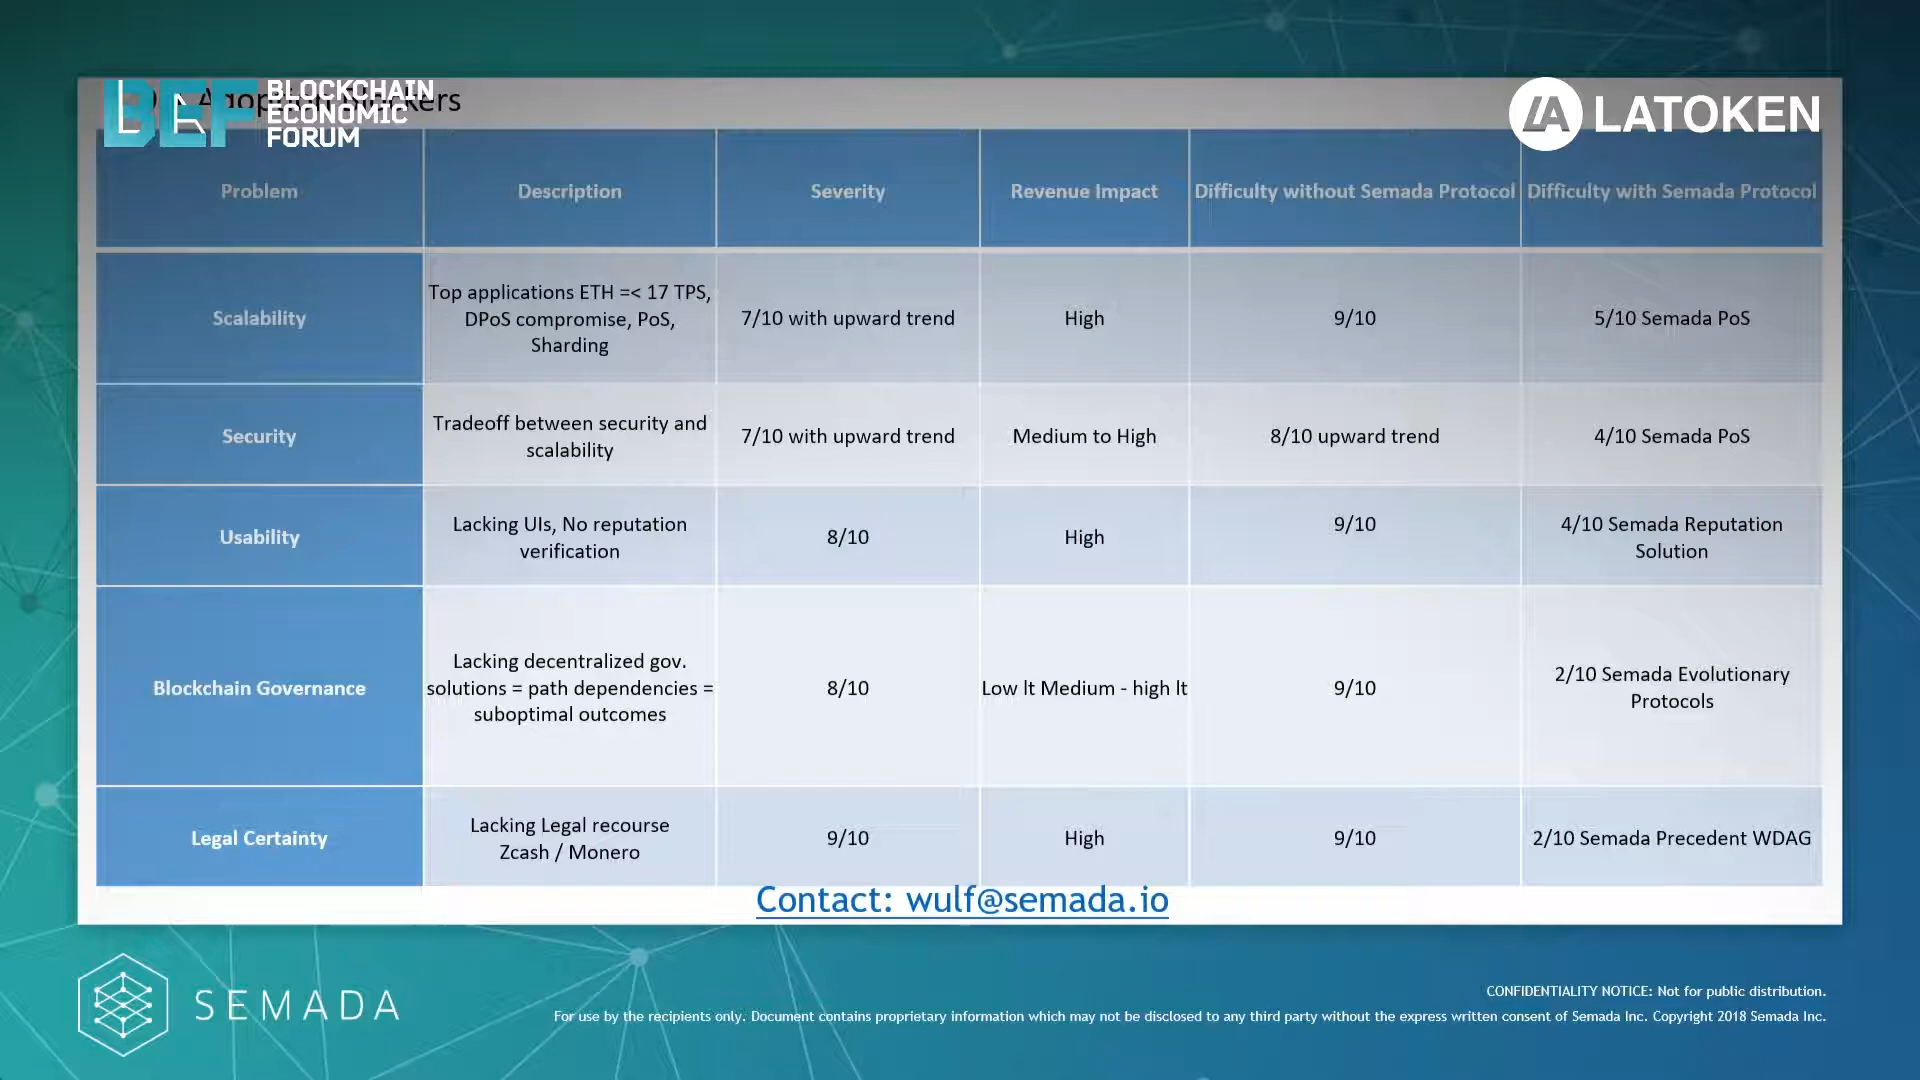 BEF BLOCKCHAIN
ECONOMIC
FORUM
LATOKEN
Problem
Description
Severity
Revenue Impact
Difficulty without Semada Protocol
Difficulty with Semada Protocol
Scalability
Top applications ETH =< 17 TPS,
DPoS compromise, PoS,
Sharding
7/10 with upward trend
High
9/10
5/10 Semada PoS
Security
Tradeoff between security and
scalability
7/10 with upward trend
Medium to High
8/10 upward trend
4/10 Semada PoS
Usability
Lacking UIs, No reputation
verification
8/10
High
9/10
4/10 Semada Reputation
Solution
Blockchain Governance
Lacking decentralized gov.
solutions = path dependencies =
suboptimal outcomes
8/10
Low lt Medium - high lt
9/10
2/10 Semada Evolutionary
Protocols
Legal Certainty
Lacking Legal recourse
Zcash / Monero
9/10
High
9/10
2/10 Semada Precedent WDAG
Contact: wulf@semada.io
SEMADA
CONFIDENTIALITY NOTICE: Not for public distribution.
For use by the recipients only. Document contains proprietary information which may not be disclosed to any third party without the express written consent of Semada Inc. Copyright 2018 Semada Inc.